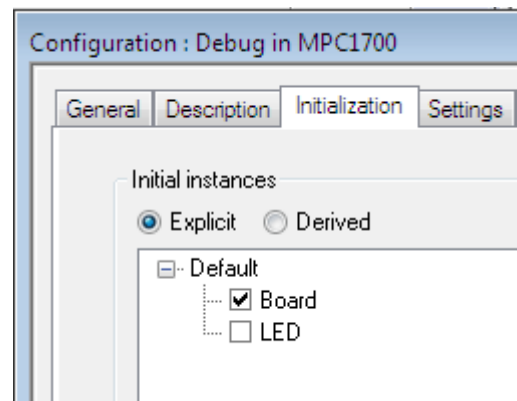 Configuration : Debug in MPC1700
General Description Initialization Settings
Initial instances
Explicit Derived
Default
Board
LED